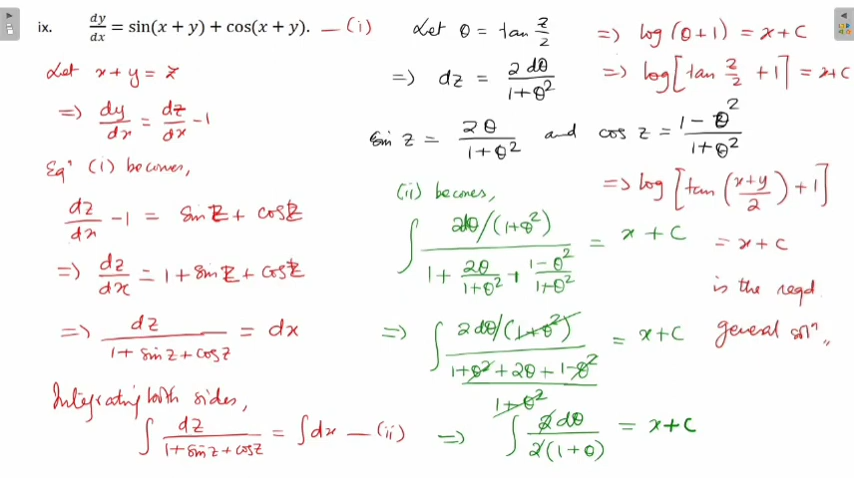 ix. dy/dx = sin(x + y) + cos(x + y). — (i)
Let x + y = z
=> dy/dx = dz/dx - 1
Eqⁿ (i) becomes,
dz/dx - 1 = sin z + cos z
=> dz/dx = 1 + sin z + cos z
=> dz/(1 + sin z + cos z) = dx
Integrating both sides,
∫ dz/(1 + sin z + cos z) = ∫ dx — (ii)
Let θ = tan z/2
=> dz = 2 dθ/(1 + θ²)
sin z = 2θ/(1 + θ²) and cos z = (1 - θ²)/(1 + θ²)
(ii) becomes,
∫ (2dθ/(1+θ²))/(1 + 2θ/(1+θ²) + (1-θ²)/(1+θ²)) = x + C
=> ∫ (2dθ/(1+θ²))/((1+θ² + 2θ + 1-θ²)/(1+θ²)) = x + C
=> ∫ 2dθ/(2(1+θ)) = x + C
=> log (θ + 1) = x + C
=> log [tan z/2 + 1] = x + C
=> log [tan ((x+y)/2) + 1]
= x + C
is the reqd.
general solⁿ.